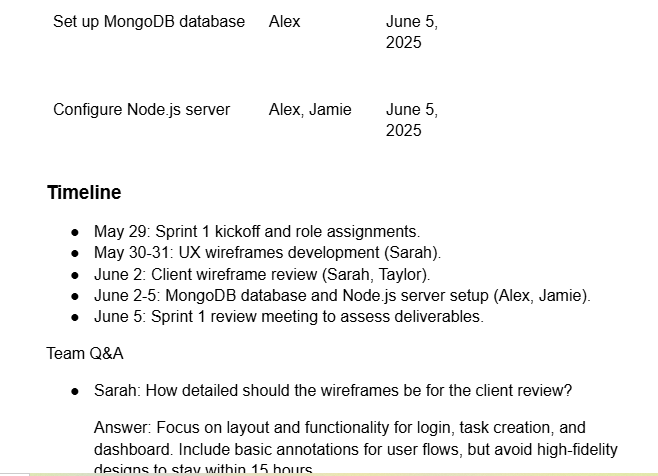 Set up MongoDB database Alex June 5,
2025
Configure Node.js server Alex, Jamie June 5,
2025
Timeline
● May 29: Sprint 1 kickoff and role assignments.
● May 30-31: UX wireframes development (Sarah).
● June 2: Client wireframe review (Sarah, Taylor).
● June 2-5: MongoDB database and Node.js server setup (Alex, Jamie).
● June 5: Sprint 1 review meeting to assess deliverables.
Team Q&A
● Sarah: How detailed should the wireframes be for the client review?
Answer: Focus on layout and functionality for login, task creation, and
dashboard. Include basic annotations for user flows, but avoid high-fidelity
designs to stay within 15 hours.